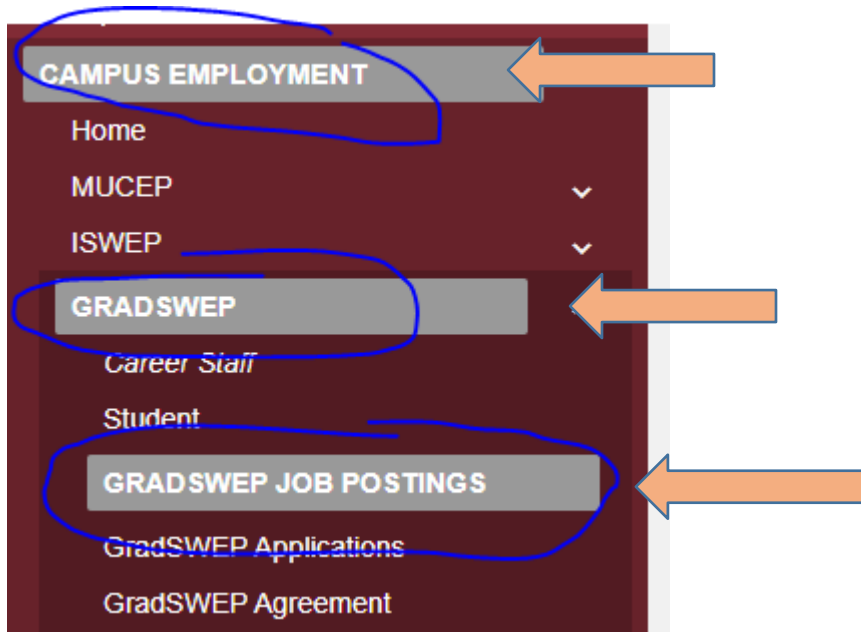 CAMPUS EMPLOYMENT
Home
MUCEP
ISWEP
GRADSWEP
Career Staff
Student
GRADSWEP JOB POSTINGS
GradSWEP Applications
GradSWEP Agreement